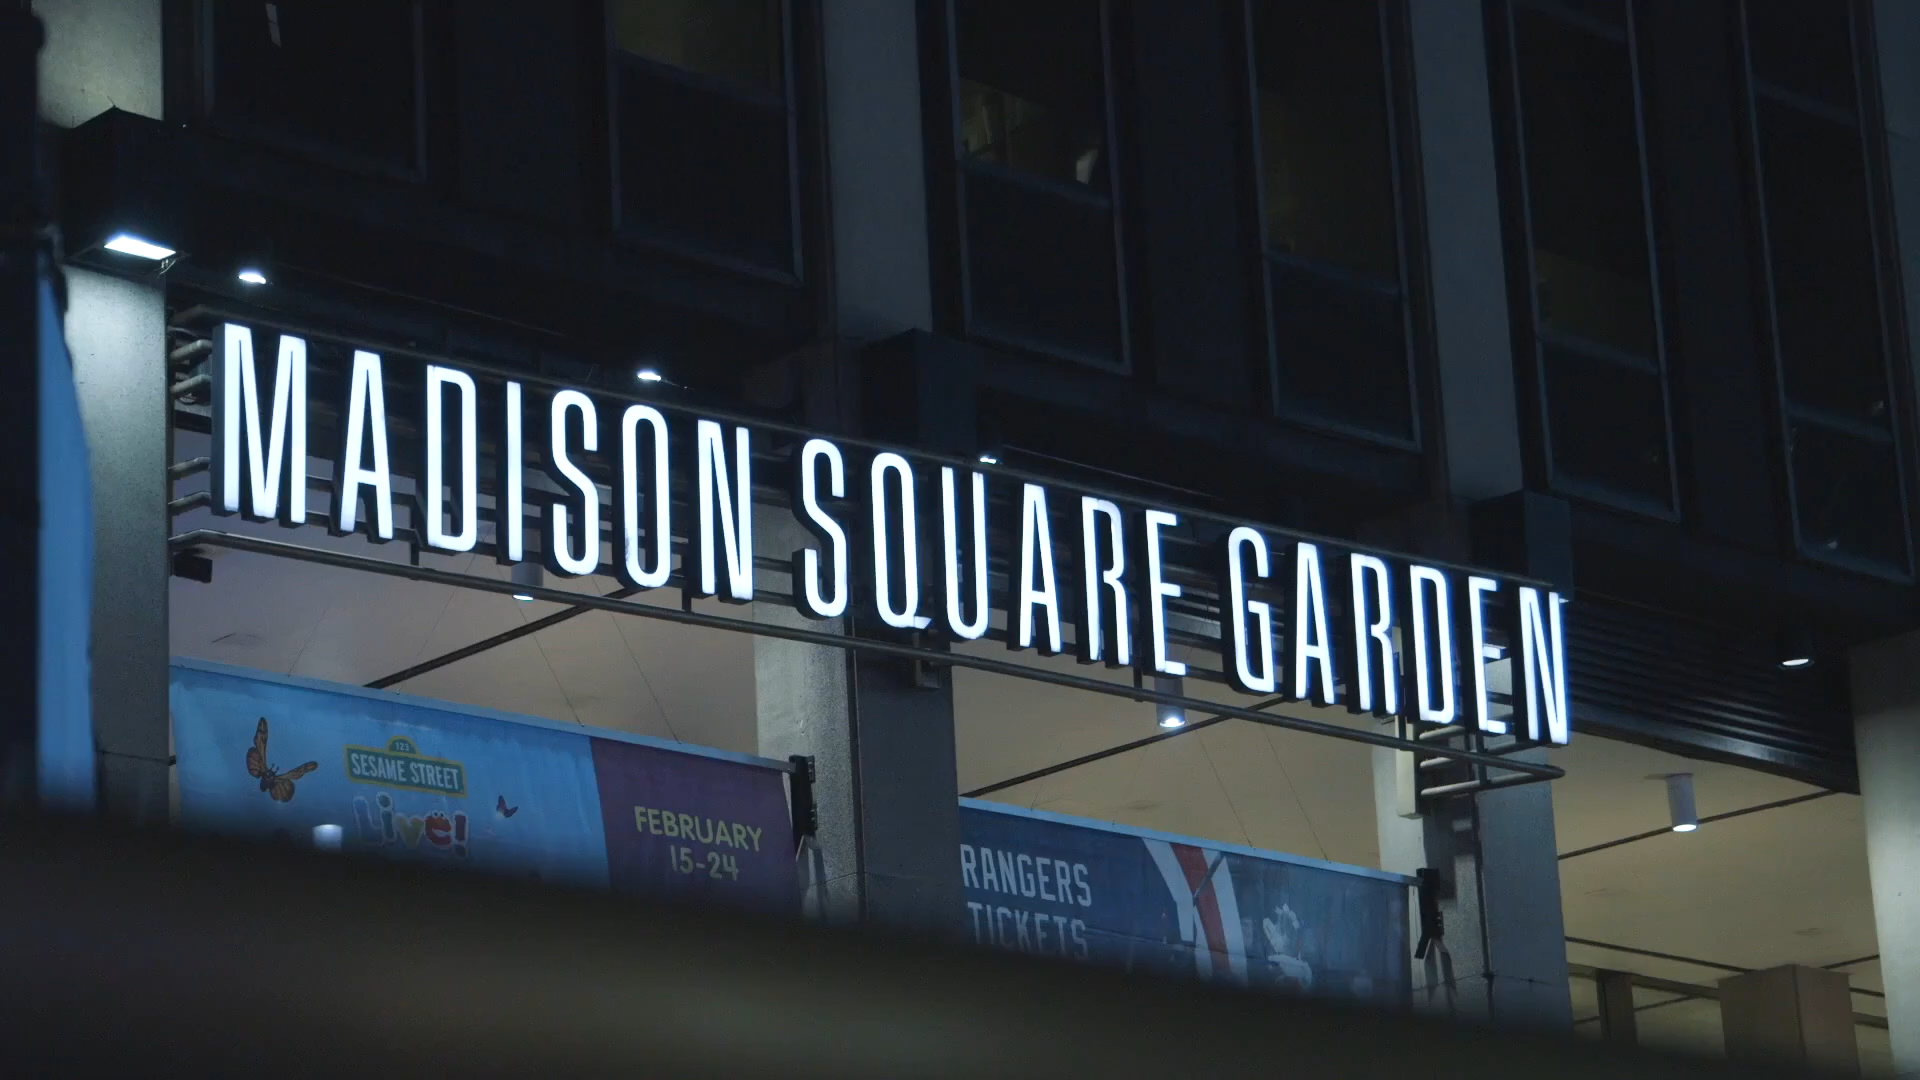 MADISON SQUARE GARDEN
123
SESAME STREET
Live!
FEBRUARY
15-24
RANGERS
TICKETS